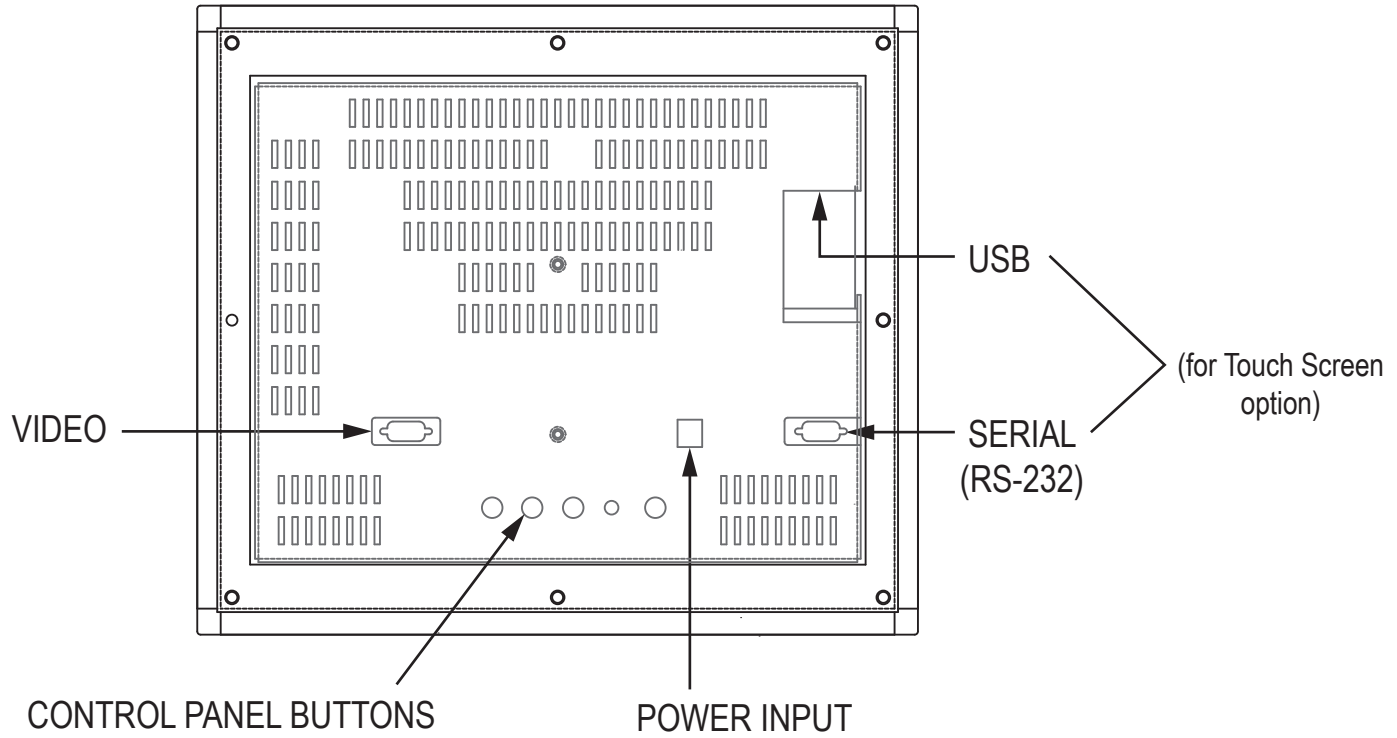 USB
(for Touch Screen
option)
VIDEO
SERIAL
(RS-232)
CONTROL PANEL BUTTONS
POWER INPUT